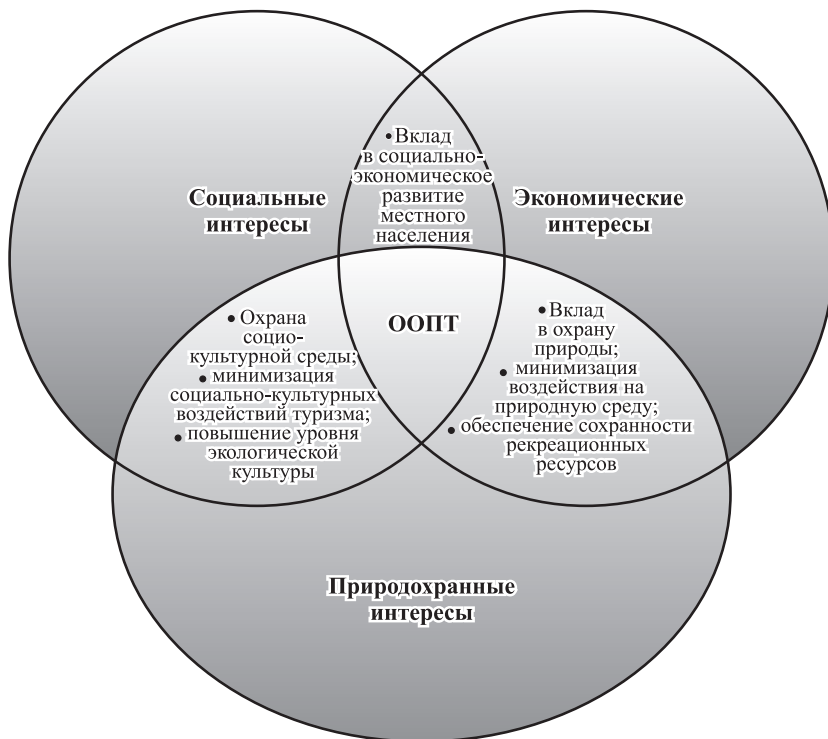 • Вклад
в социально-
экономическое
развитие
местного
населения
Социальные
интересы
Экономические
интересы
• Охрана
социо-
культурной среды;
• минимизация
социально-культурных
воздействий туризма;
• повышение уровня
экологической
культуры
ООПТ
• Вклад
в охрану
природы;
• минимизация
воздействия на
природную среду;
• обеспечение сохранности
рекреационных
ресурсов
Природохранные
интересы